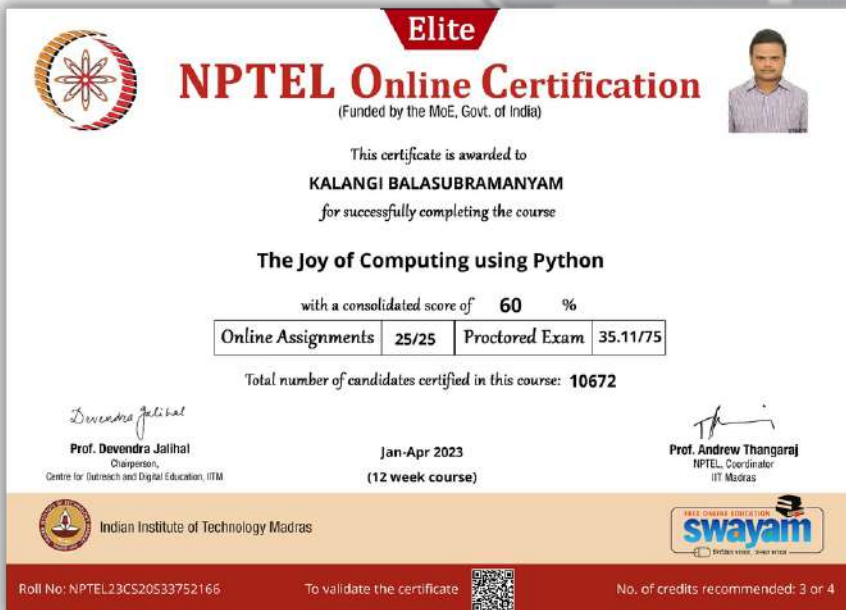 Elite
NPTEL Online Certification
(Funded by the MoE, Govt. of India)
This certificate is awarded to
KALANGI BALASUBRAMANYAM
for successfully completing the course
The Joy of Computing using Python
with a consolidated score of 60 %
Online Assignments 25/25 Proctored Exam 35.11/75
Total number of candidates certified in this course: 10672
Devendra Jalihal
Prof. Devendra Jalihal
Chairperson,
Centre for Outreach and Digital Education, IITM
Jan-Apr 2023
(12 week course)
Prof. Andrew Thangaraj
NPTEL, Coordinator
IIT Madras
Indian Institute of Technology Madras
FREE ONLINE EDUCATION
swayam
Roll No: NPTEL23CS20S33752166
To validate the certificate
No. of credits recommended: 3 or 4